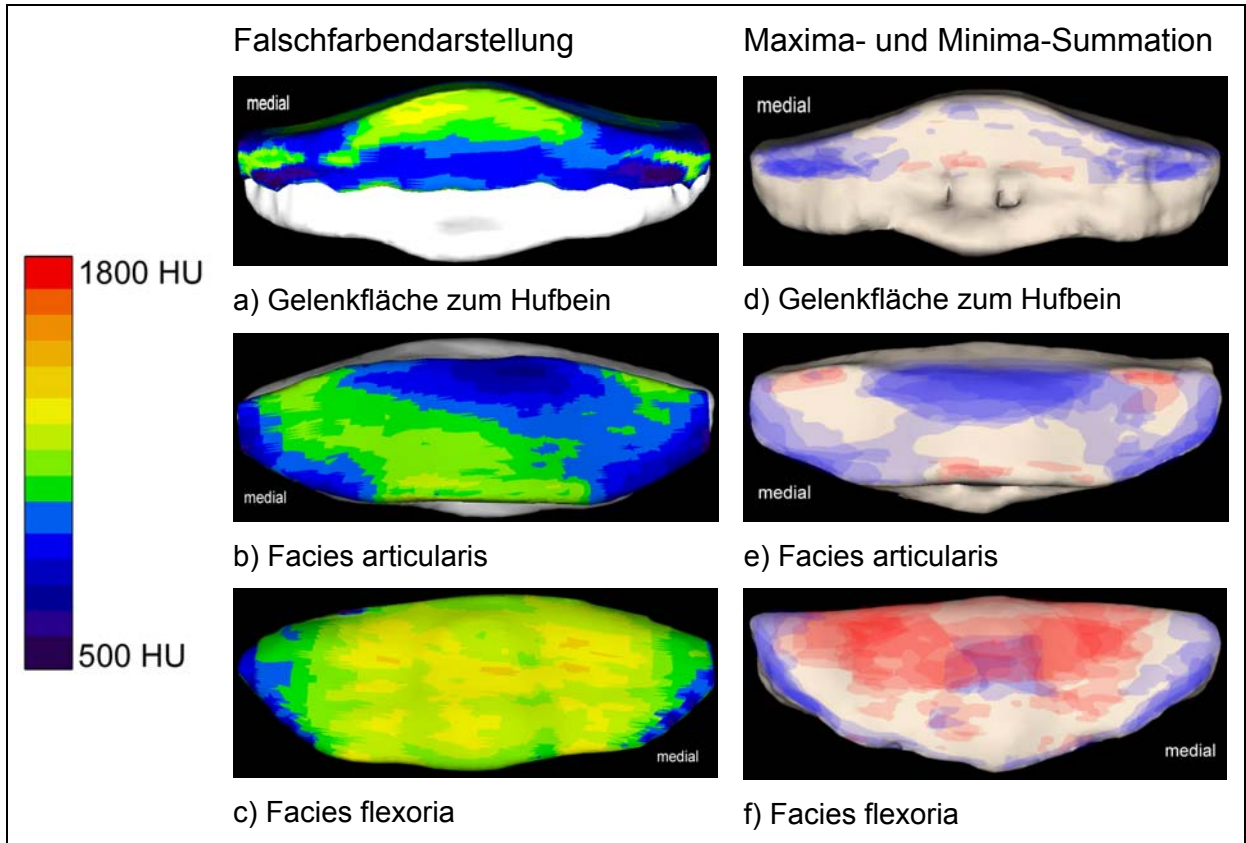 Falschfarbendarstellung
Maxima- und Minima-Summation
medial
medial
1800 HU
500 HU
a) Gelenkfläche zum Hufbein
d) Gelenkfläche zum Hufbein
medial
medial
b) Facies articularis
e) Facies articularis
medial
medial
c) Facies flexoria
f) Facies flexoria